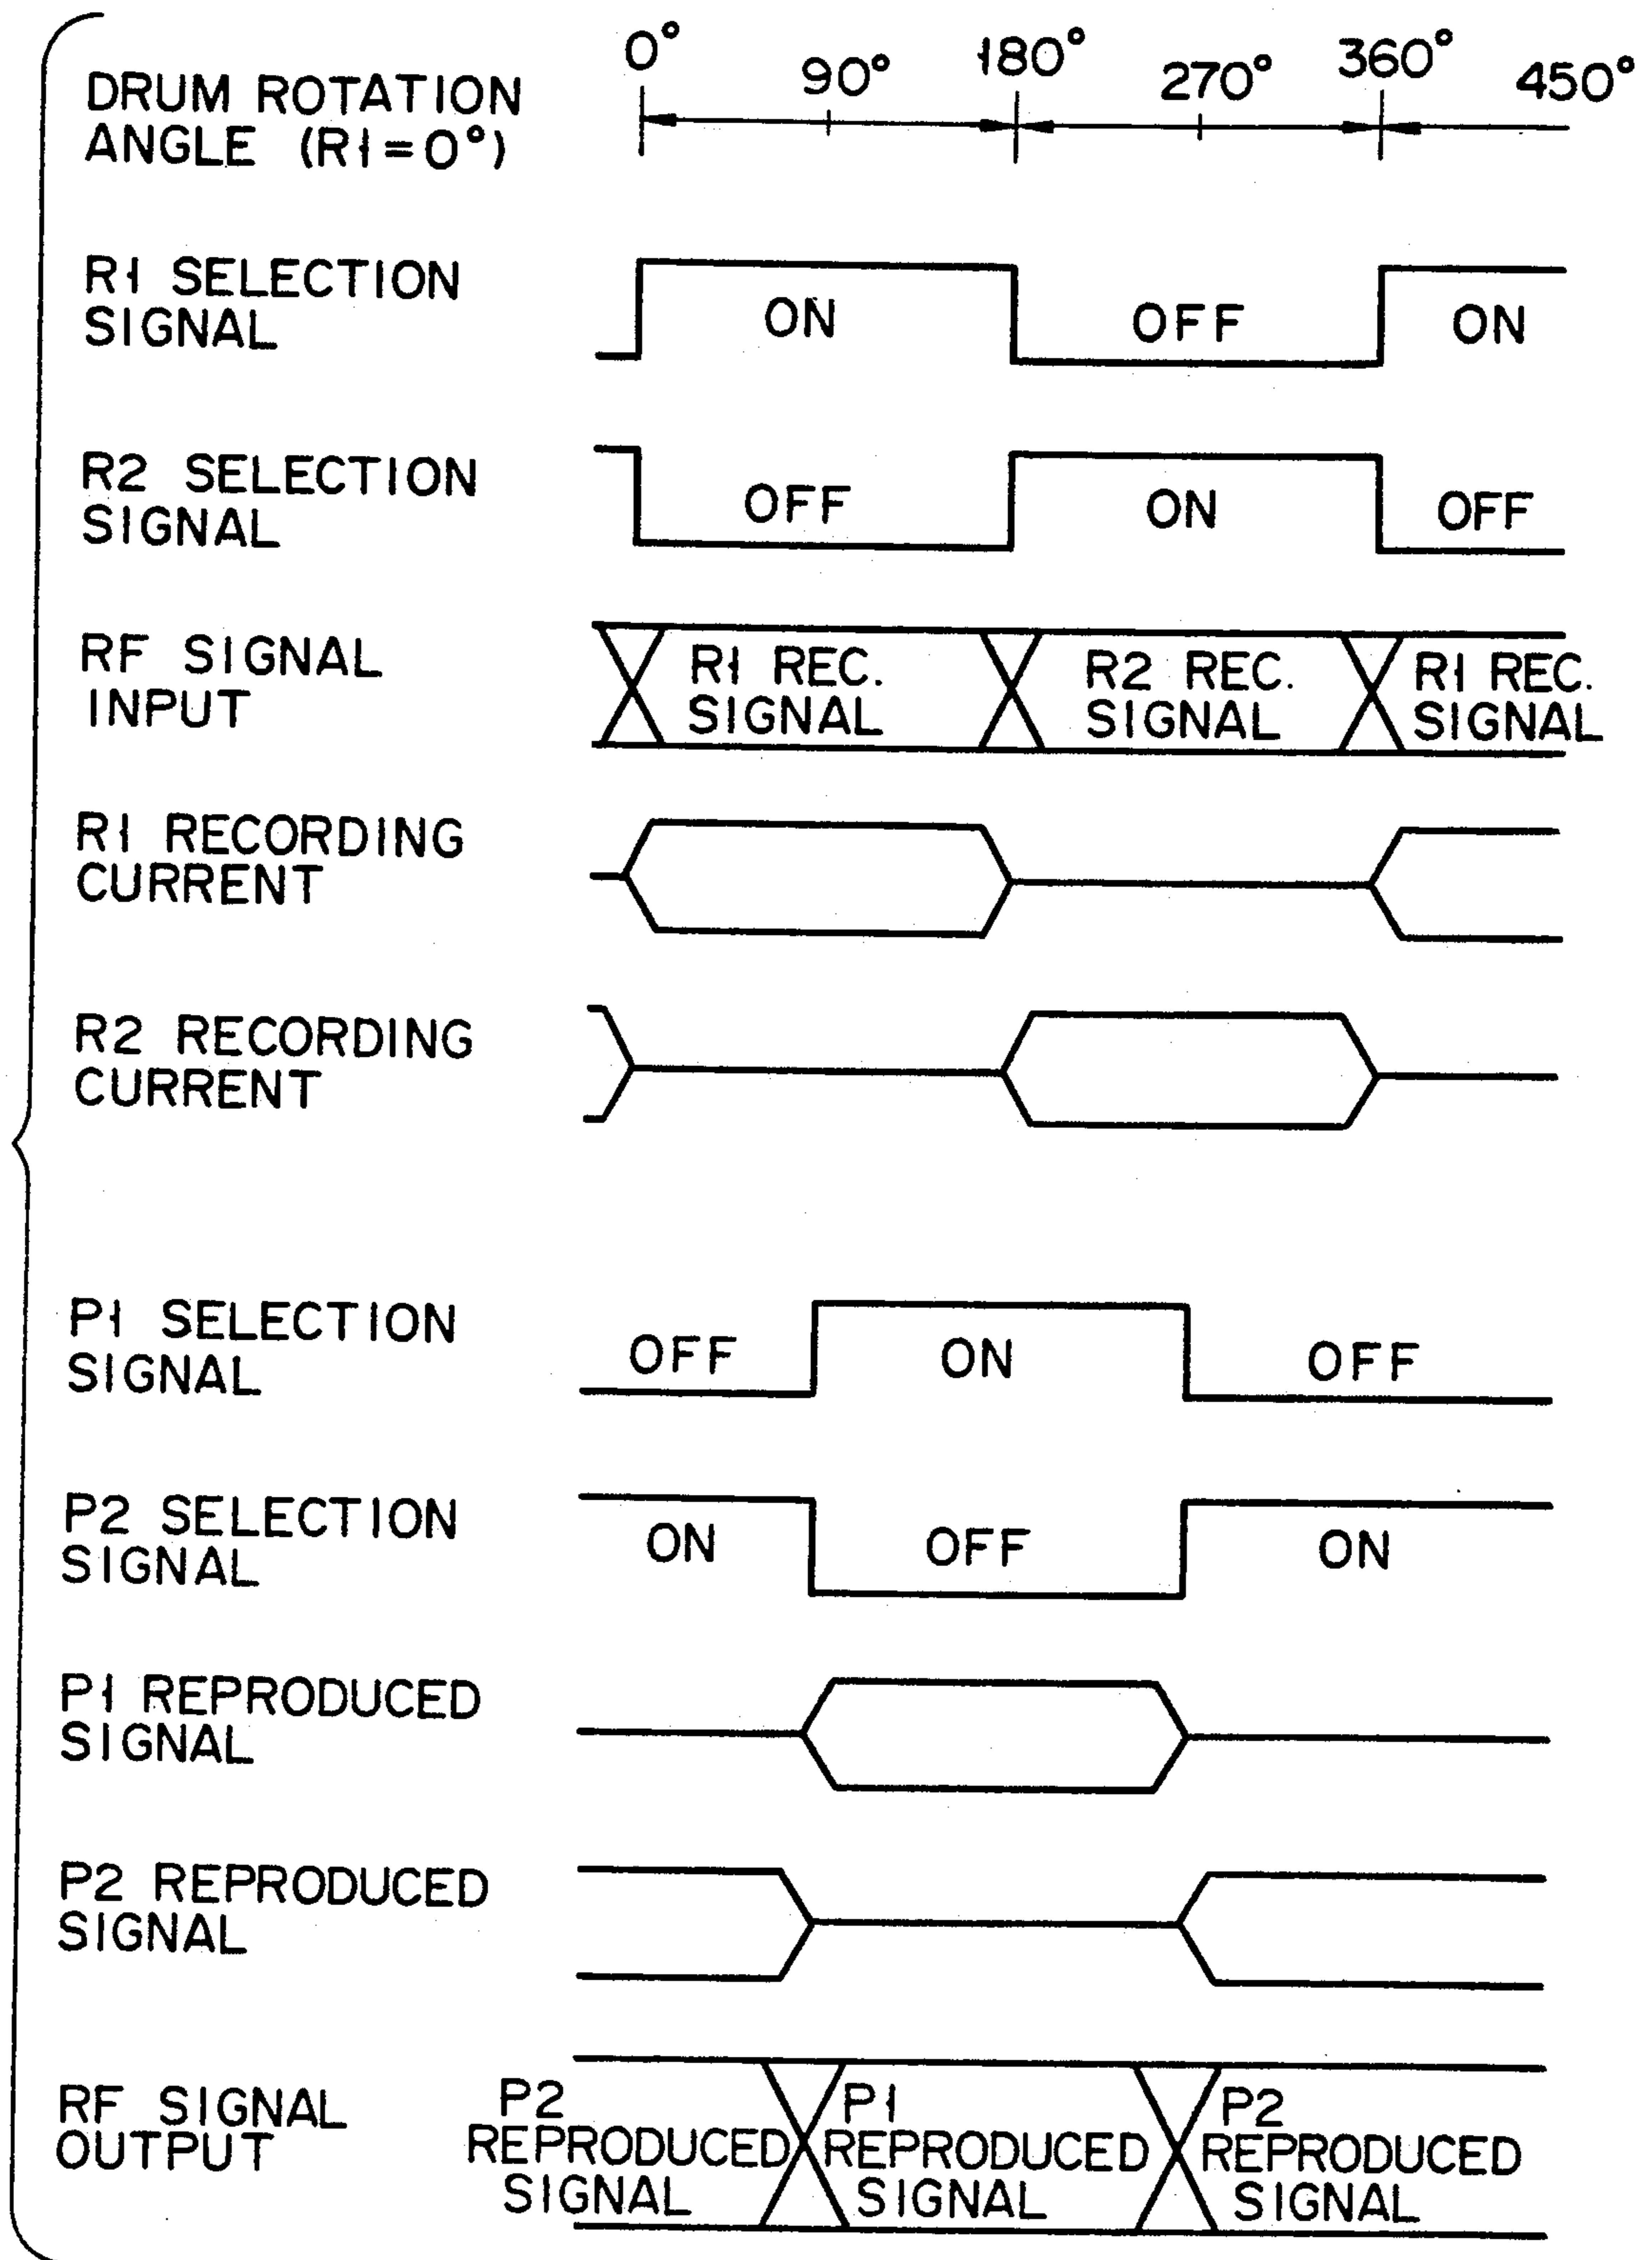 0° 90° 180° 270° 360° 450°
DRUM ROTATION
ANGLE (R1=0°)
R1 SELECTION
SIGNAL
ON OFF ON
R2 SELECTION
SIGNAL
OFF ON OFF
RF SIGNAL
INPUT
R1 REC.
SIGNAL
R2 REC.
SIGNAL
R1 REC.
SIGNAL
R1 RECORDING
CURRENT
R2 RECORDING
CURRENT
P1 SELECTION
SIGNAL
OFF ON OFF
P2 SELECTION
SIGNAL
ON OFF ON
P1 REPRODUCED
SIGNAL
P2 REPRODUCED
SIGNAL
RF SIGNAL
OUTPUT
P2
REPRODUCED
SIGNAL
P1
REPRODUCED
SIGNAL
P2
REPRODUCED
SIGNAL